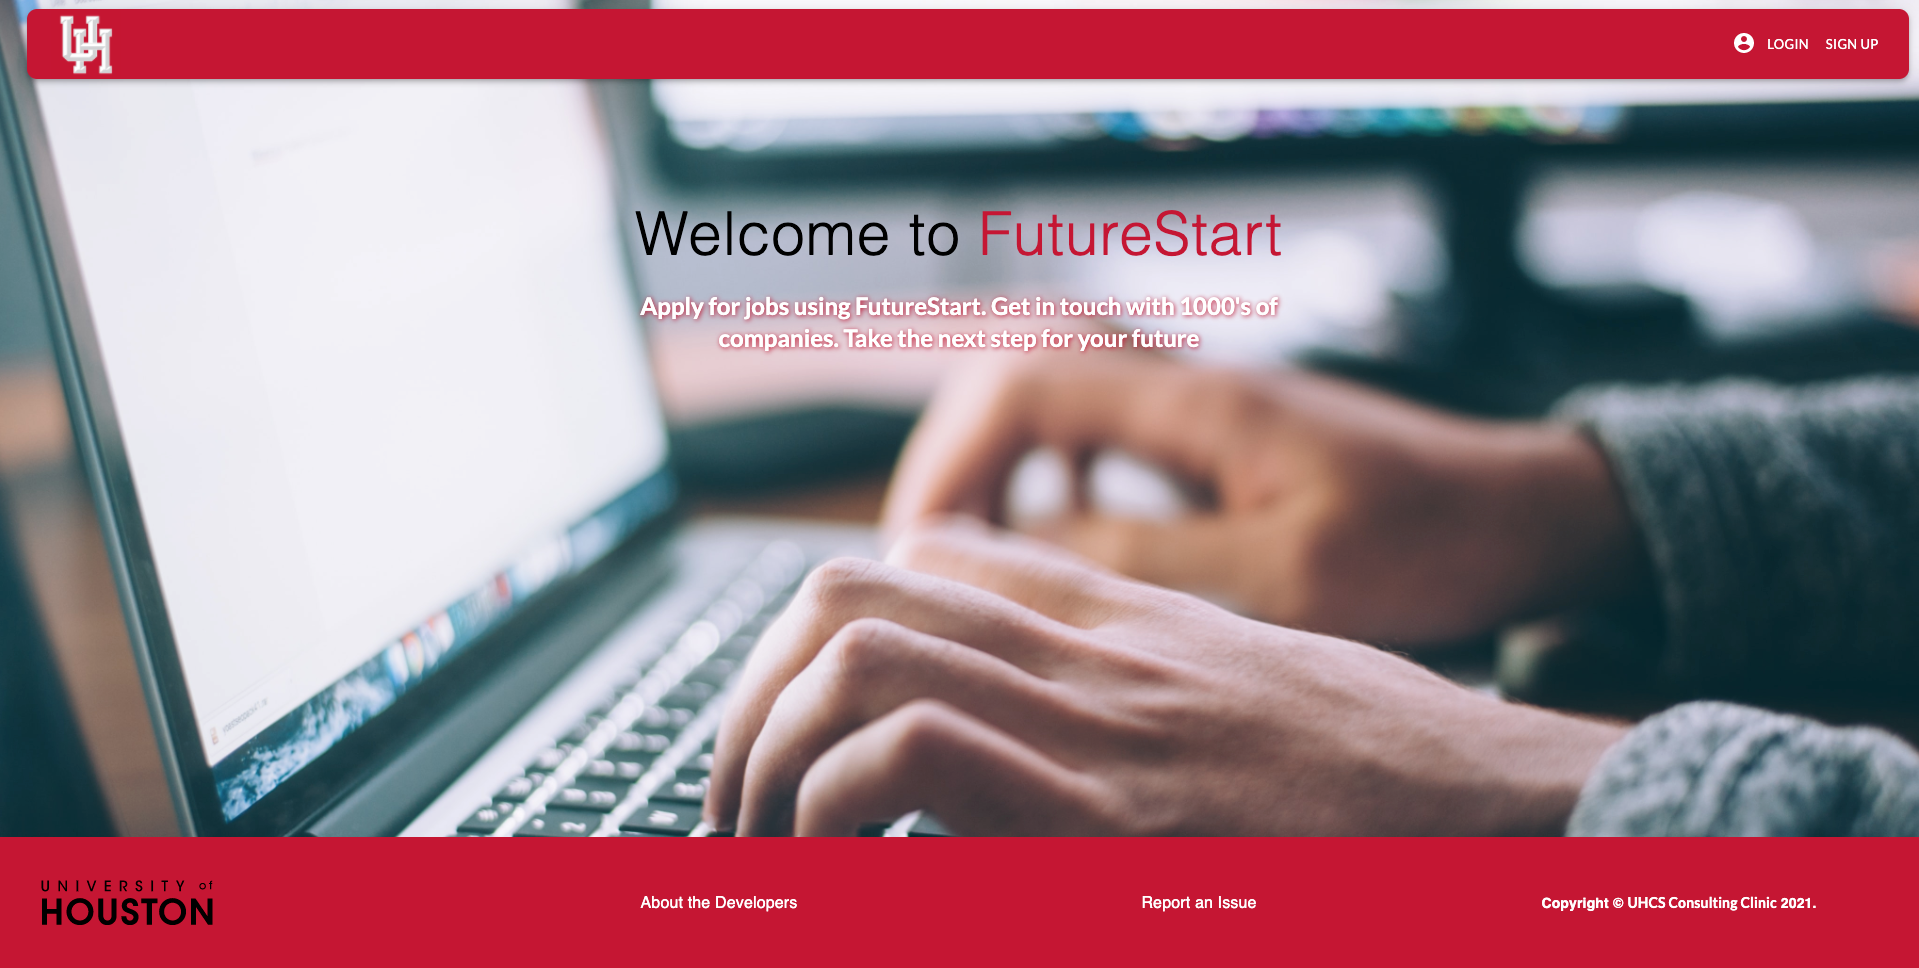 UH
LOGIN SIGN UP
Welcome to FutureStart
Apply for jobs using FutureStart. Get in touch with 1000's of
companies. Take the next step for your future
UNIVERSITY of
HOUSTON
About the Developers
Report an Issue
Copyright © UHCS Consulting Clinic 2021.